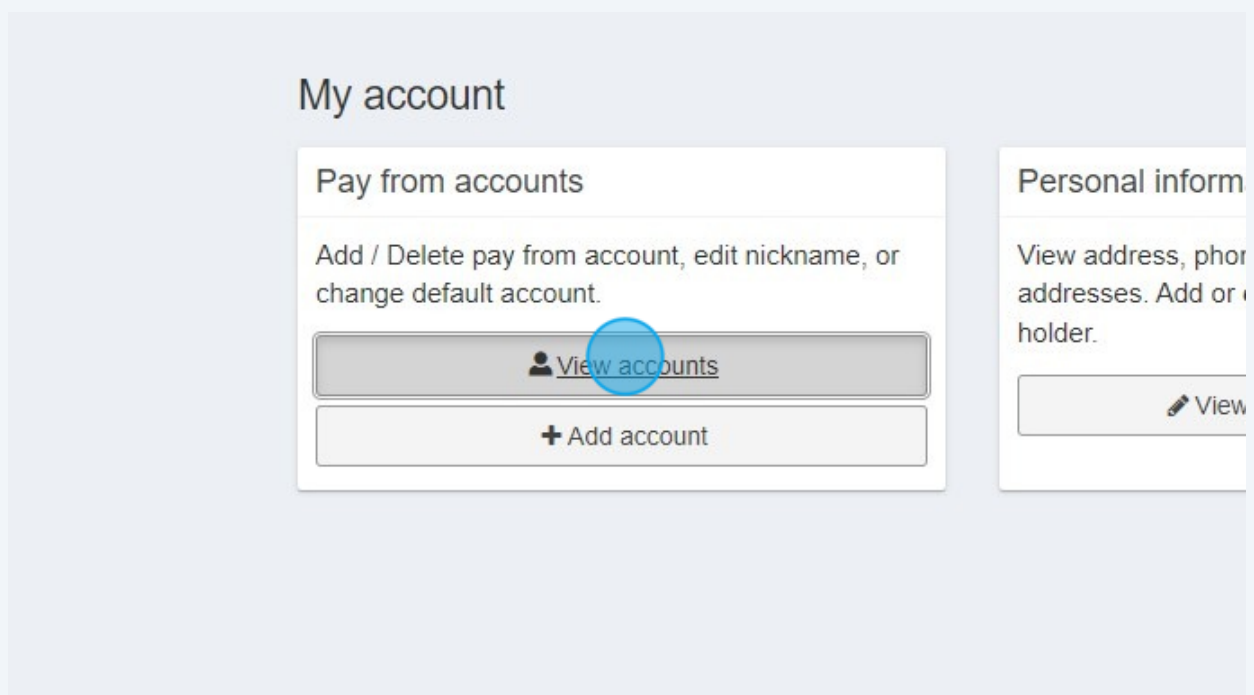 My account
Pay from accounts
Add / Delete pay from account, edit nickname, or
change default account.
View accounts
Add account
Personal inform
View address, phor
addresses. Add or
holder.
View